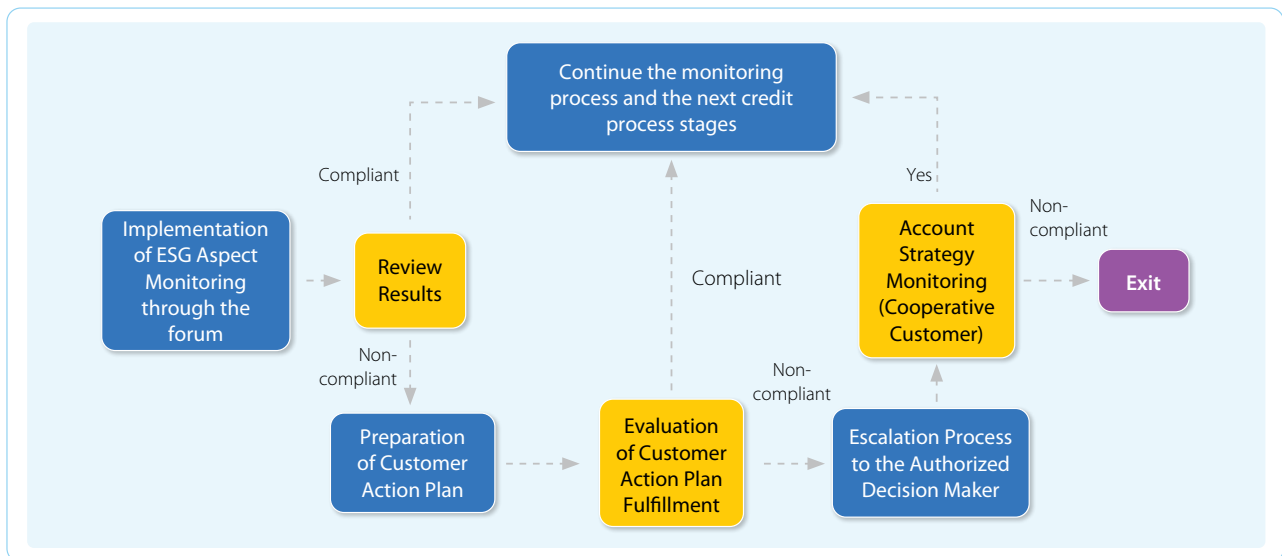 Continue the monitoring
process and the next credit
process stages
Compliant
Yes
Implementation
of ESG Aspect
Monitoring
through the
forum
Review
Results
Compliant
Account
Strategy
Monitoring
(Cooperative
Customer)
Non-
compliant
Exit
Non-
compliant
Non-
compliant
Preparation
of Customer
Action Plan
Evaluation
of Customer
Action Plan
Fulfillment
Escalation Process
to the Authorized
Decision Maker